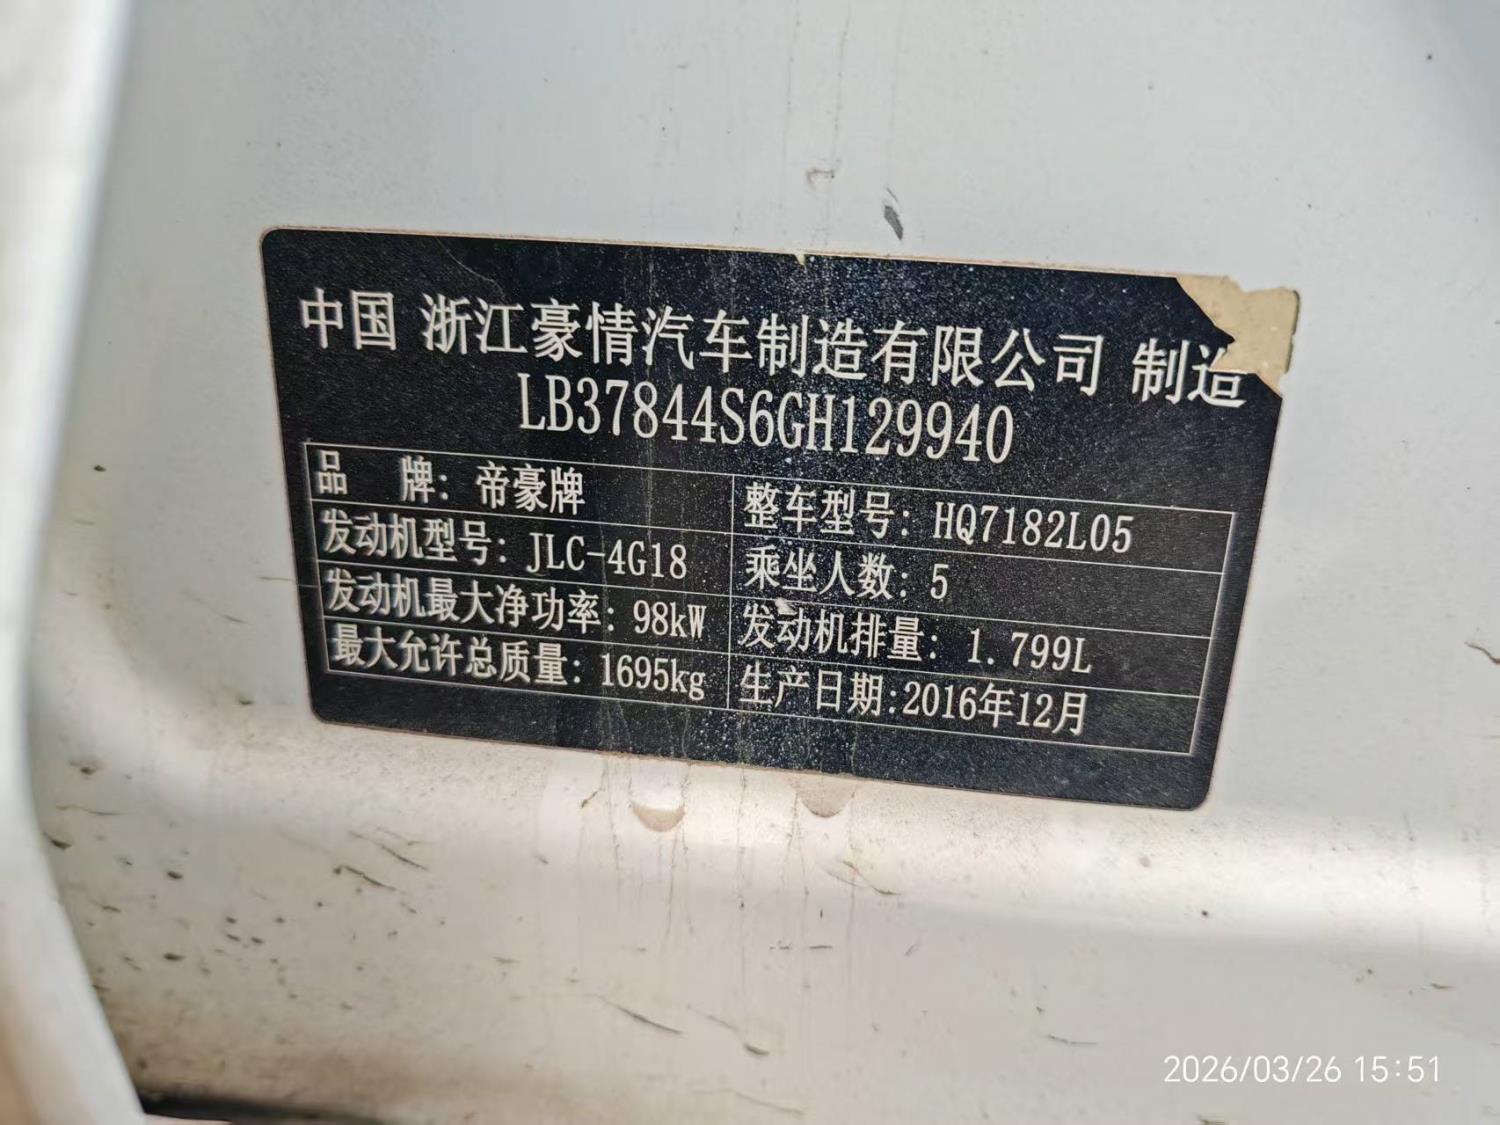 中国 浙江豪情汽车制造有限公司 制造
LB37844S6GH129940
品 牌: 帝豪牌 整车型号: HQ7182L05
发动机型号: JLC-4G18 乘坐人数: 5
发动机最大净功率: 98kW 发动机排量: 1.799L
最大允许总质量: 1695kg 生产日期:2016年12月
2026/03/26 15:51